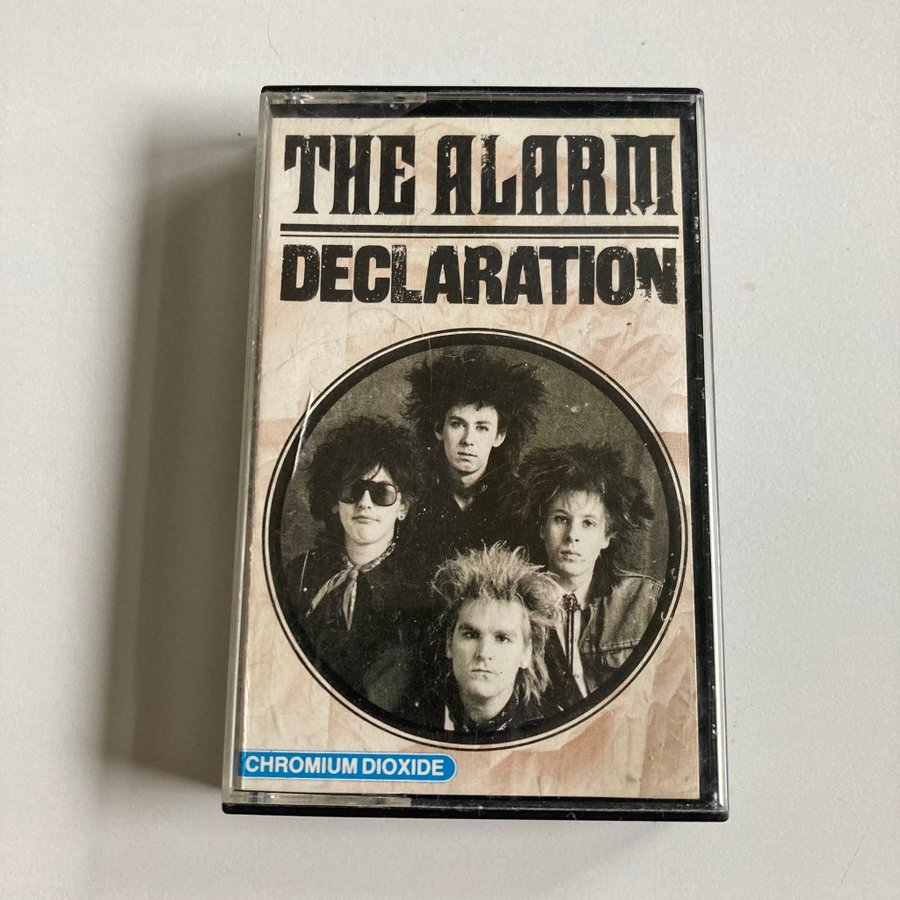 THE ALARM
DECLARATION
CHROMIUM DIOXIDE